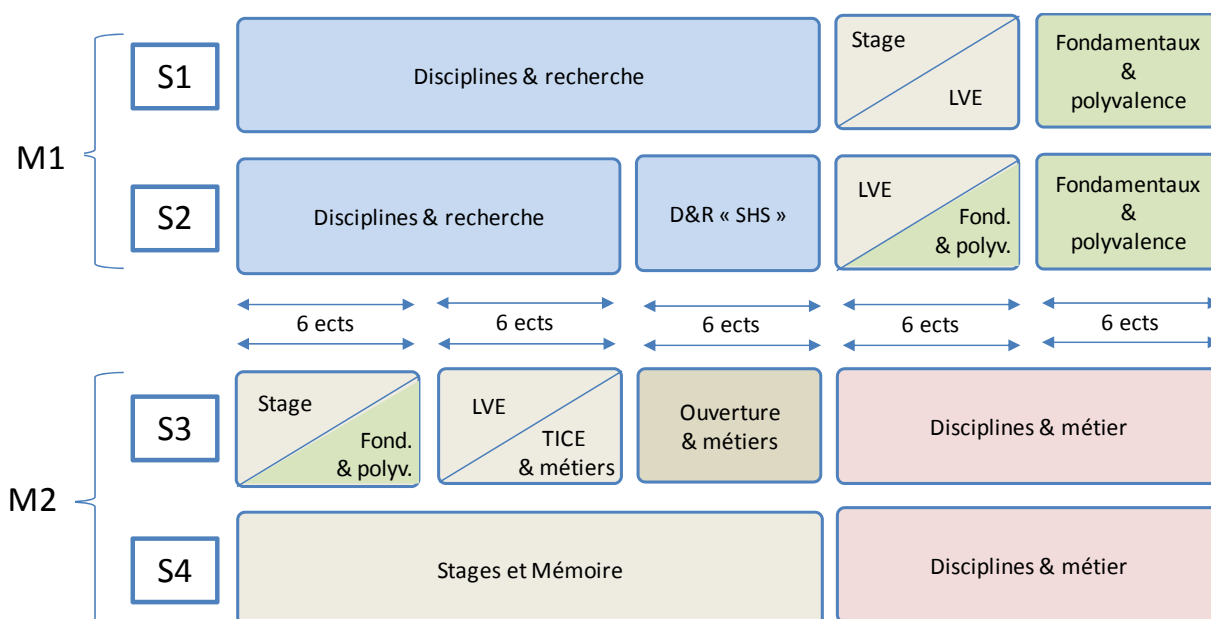 M1
S1
Disciplines & recherche
Stage
LVE
Fondamentaux
&
polyvalence
S2
Disciplines & recherche
D&R « SHS »
LVE
Fond.
& polyv.
Fondamentaux
&
polyvalence
6 ects
6 ects
6 ects
6 ects
6 ects
M2
S3
Stage
Fond.
& polyv.
LVE
TICE
& métiers
Ouverture
& métiers
Disciplines & métier
S4
Stages et Mémoire
Disciplines & métier